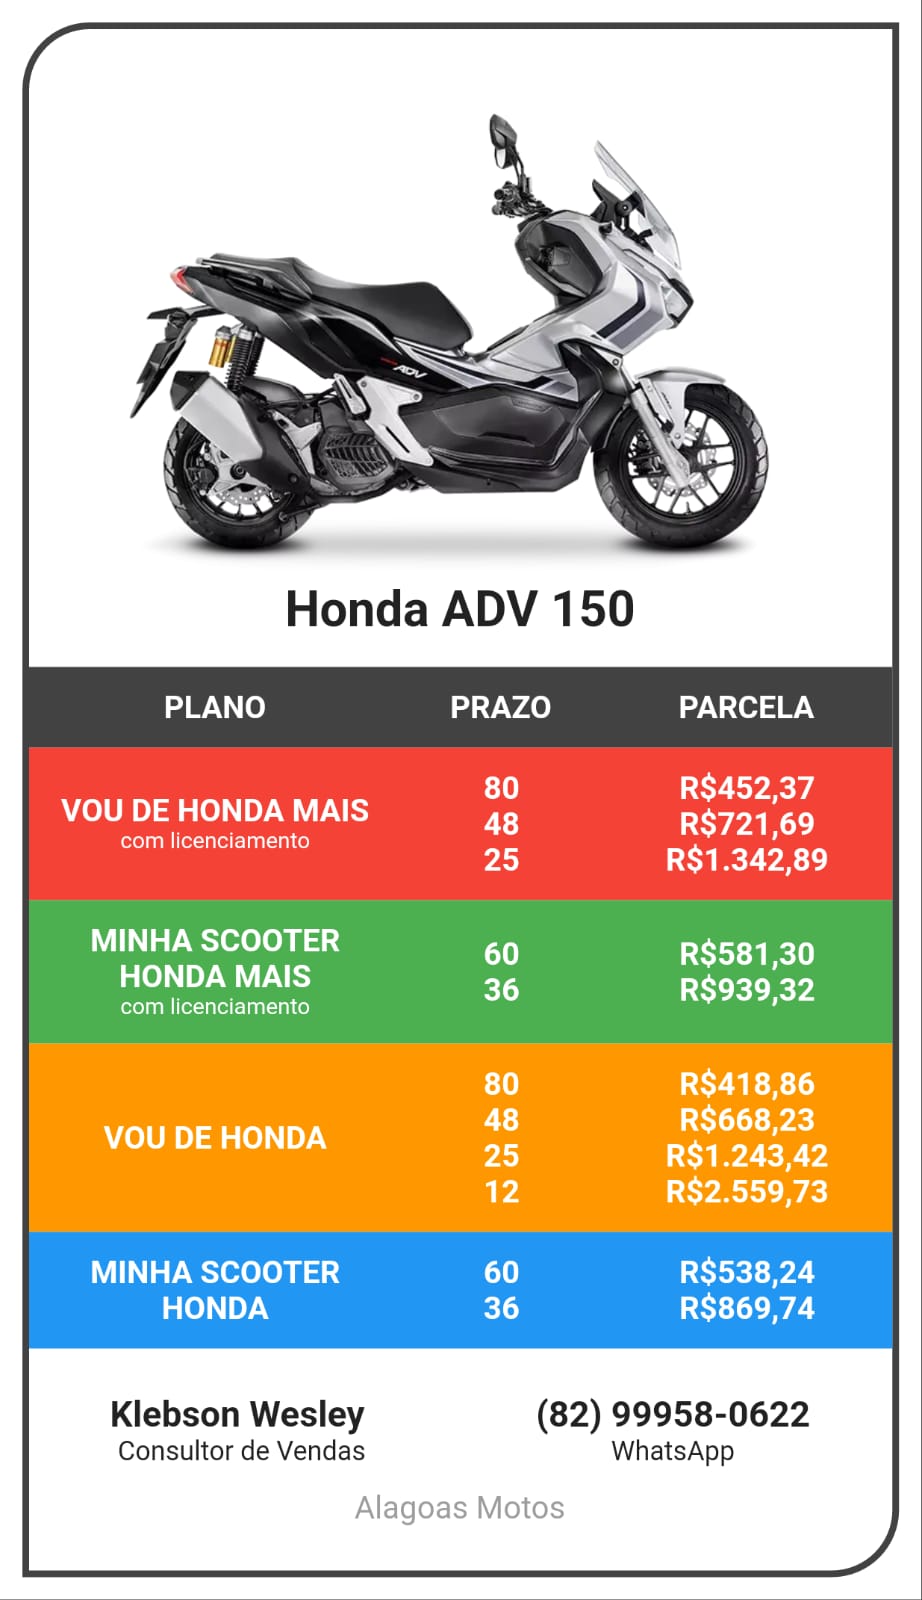 ADV
Honda ADV 150
PLANO PRAZO PARCELA
VOU DE HONDA MAIS
com licenciamento
80 R$452,37
48 R$721,69
25 R$1.342,89
MINHA SCOOTER
HONDA MAIS
com licenciamento
60 R$581,30
36 R$939,32
VOU DE HONDA
80 R$418,86
48 R$668,23
25 R$1.243,42
12 R$2.559,73
MINHA SCOOTER
HONDA
60 R$538,24
36 R$869,74
Klebson Wesley (82) 99958-0622
Consultor de Vendas WhatsApp
Alagoas Motos